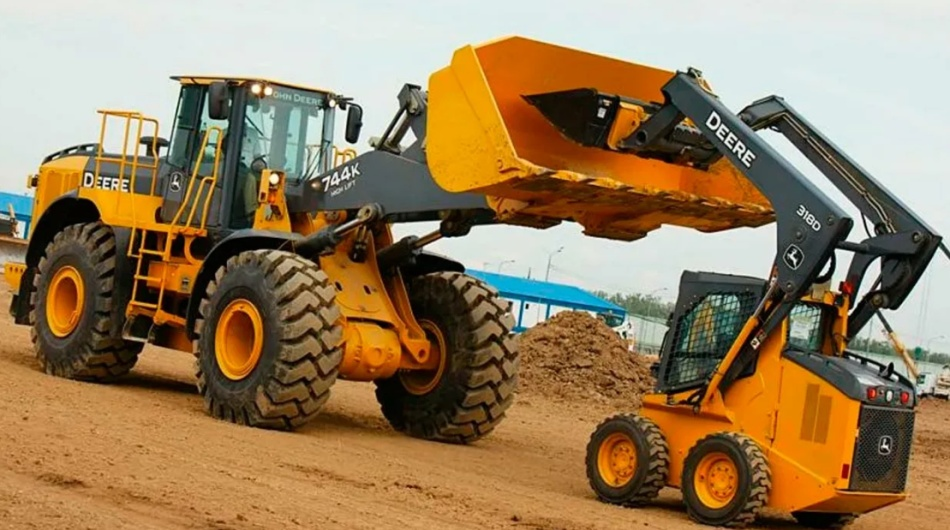 JOHN DEERE
DEERE
744K
HIGH LIFT
DEERE
318D